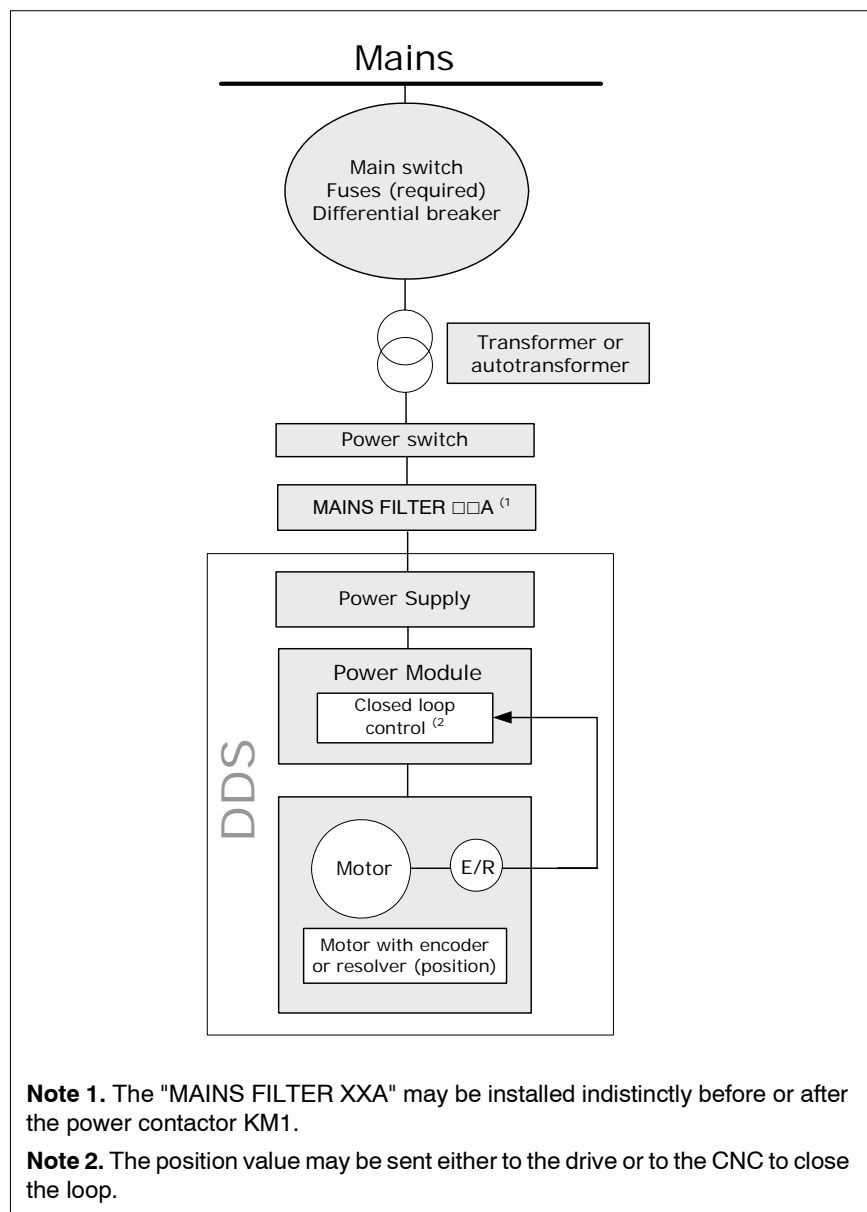 Mains
Main switch
Fuses (required)
Differential breaker
Transformer or
autotransformer
Power switch
MAINS FILTER □□A (1
Power Supply
Power Module
Closed loop
control (2
DDS
Motor
E/R
Motor with encoder
or resolver (position)
Note 1. The "MAINS FILTER XXA" may be installed indistinctly before or after
the power contactor KM1.
Note 2. The position value may be sent either to the drive or to the CNC to close
the loop.